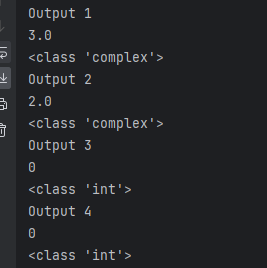 Output 1
3.0
<class 'complex'>
Output 2
2.0
<class 'complex'>
Output 3
0
<class 'int'>
Output 4
0
<class 'int'>